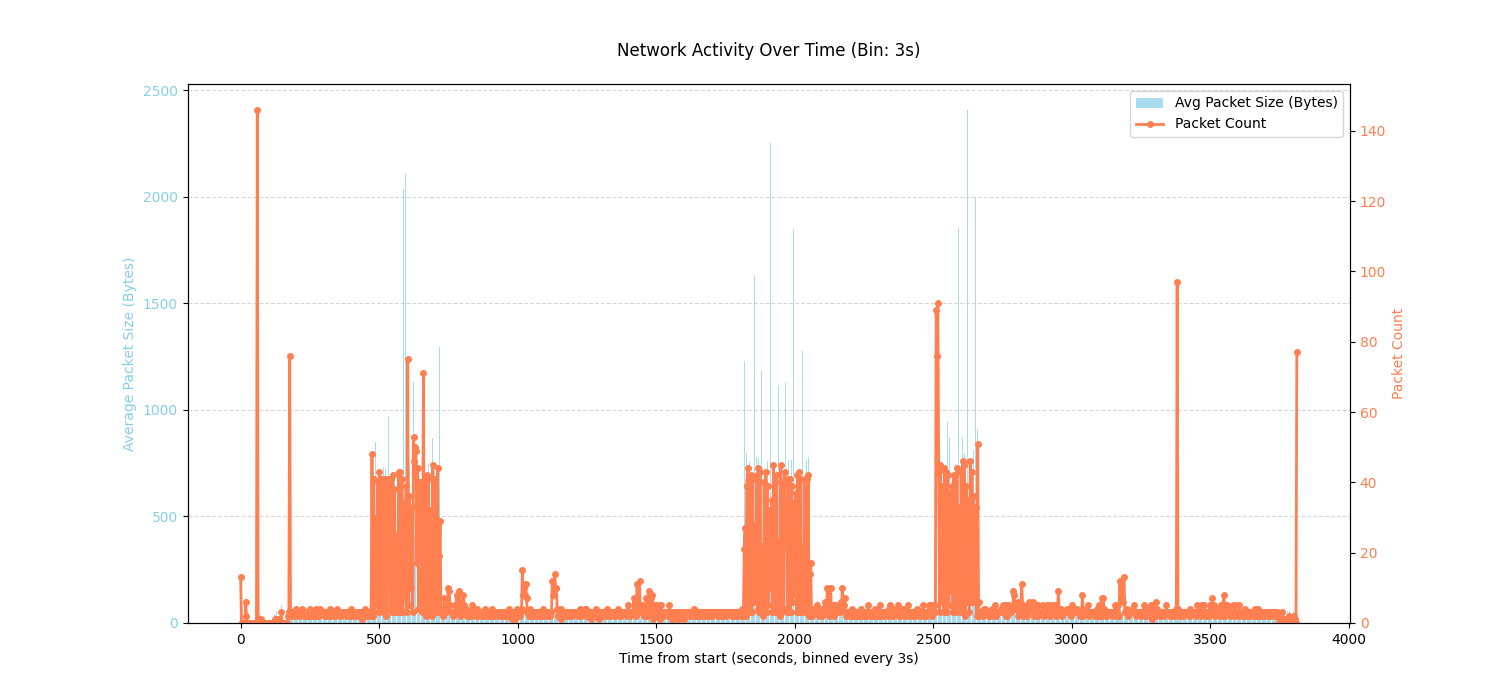 Network Activity Over Time (Bin: 3s)
Avg Packet Size (Bytes)
Packet Count
2500
2000
1500
1000
500
0
Average Packet Size (Bytes)
140
120
100
80
60
40
20
0
Packet Count
0 500 1000 1500 2000 2500 3000 3500 4000
Time from start (seconds, binned every 3s)